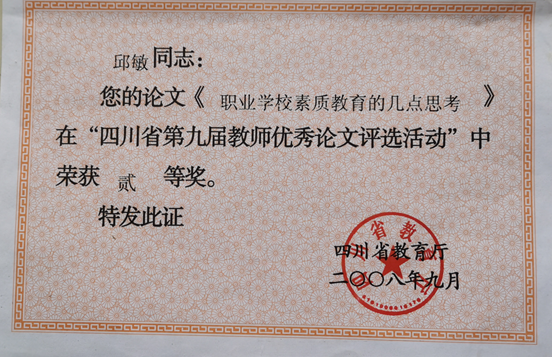 邱敏同志：
您的论文《职业学校素质教育的几点思考》
在“四川省第九届教师优秀论文评选活动”中
荣获 贰 等奖。
特发此证
四川省教育厅
二〇〇八年九月